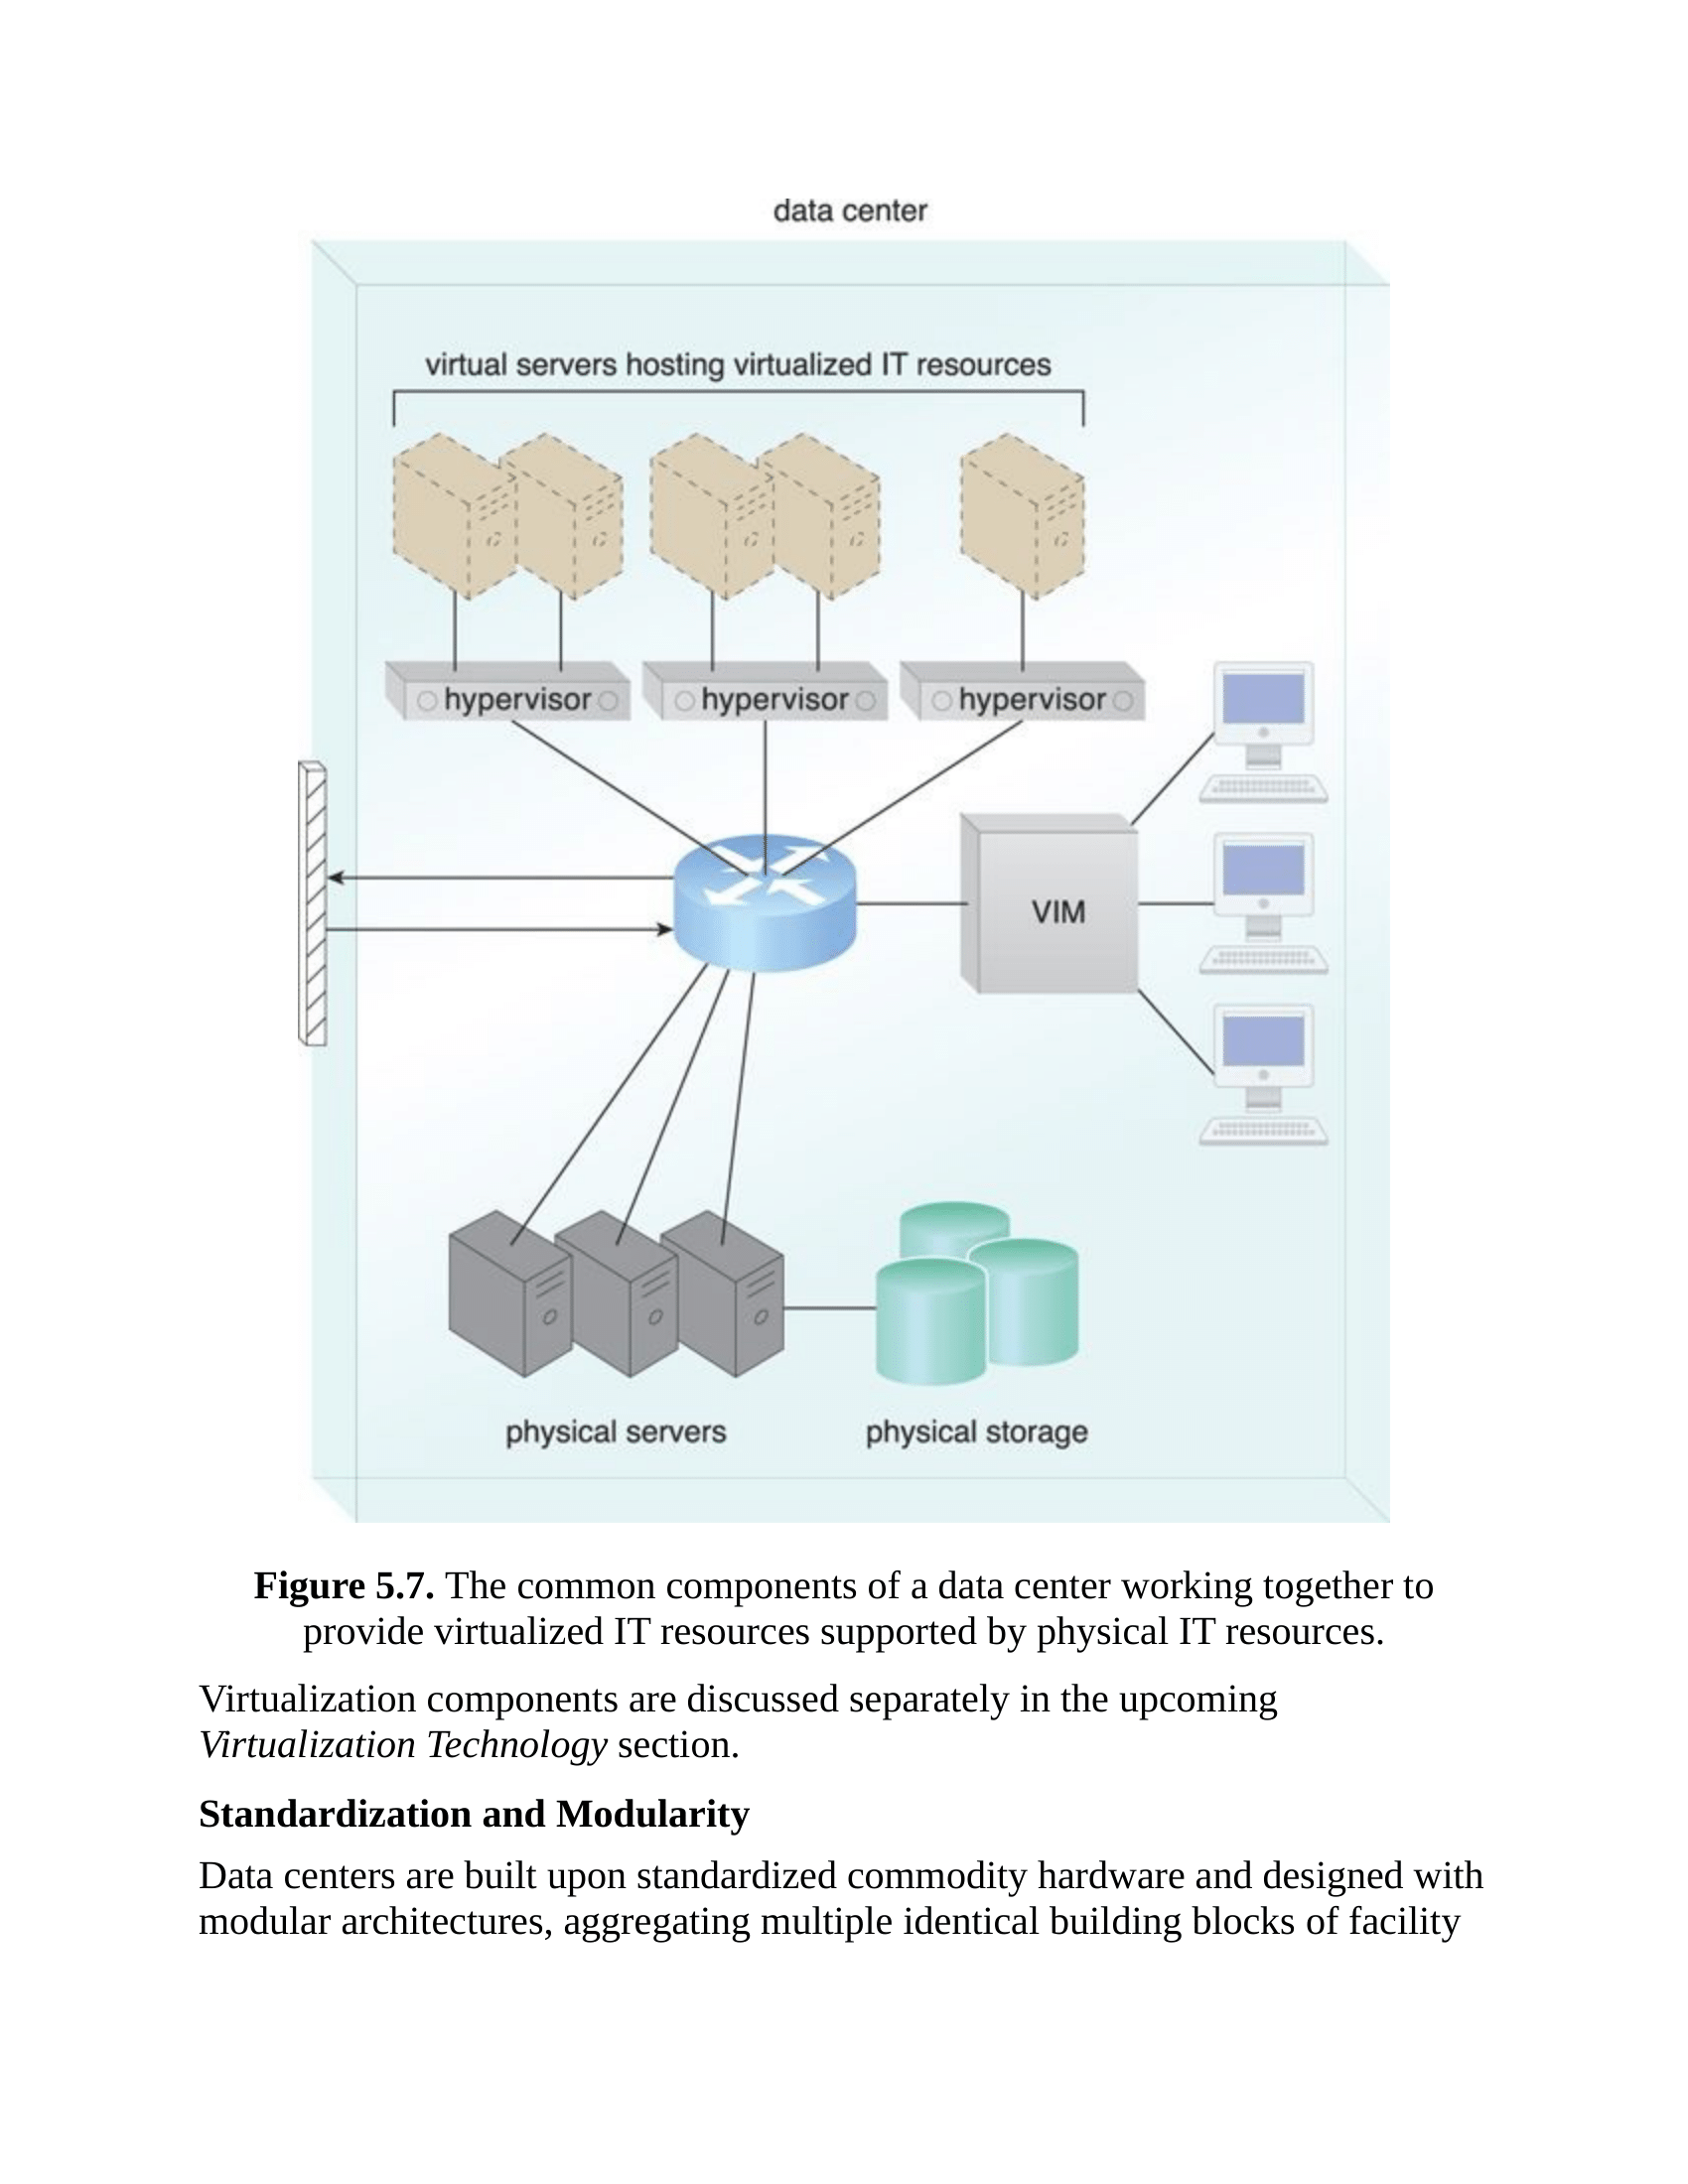 data center
virtual servers hosting virtualized IT resources
hypervisor hypervisor hypervisor
VIM
physical servers physical storage
Figure 5.7. The common components of a data center working together to
provide virtualized IT resources supported by physical IT resources.
Virtualization components are discussed separately in the upcoming
Virtualization Technology section.
Standardization and Modularity
Data centers are built upon standardized commodity hardware and designed with
modular architectures, aggregating multiple identical building blocks of facility